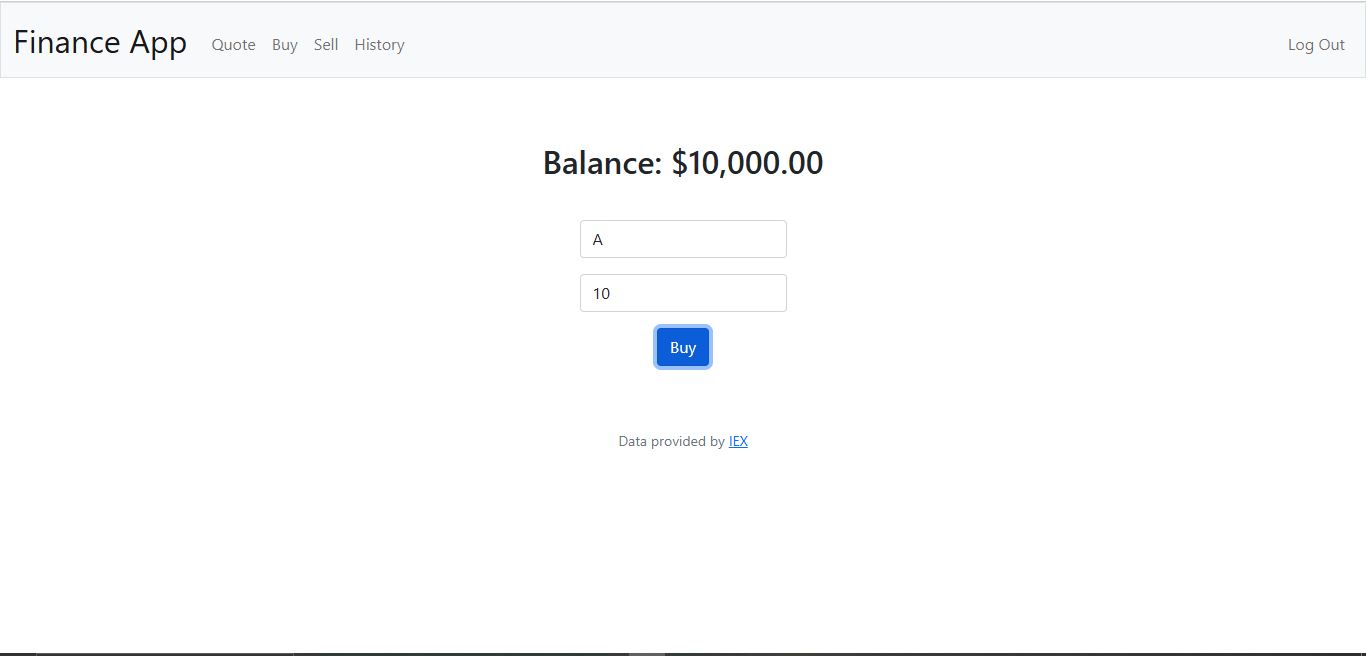 Finance App Quote Buy Sell History Log Out
Balance: $10,000.00
A
10
Buy
Data provided by IEX